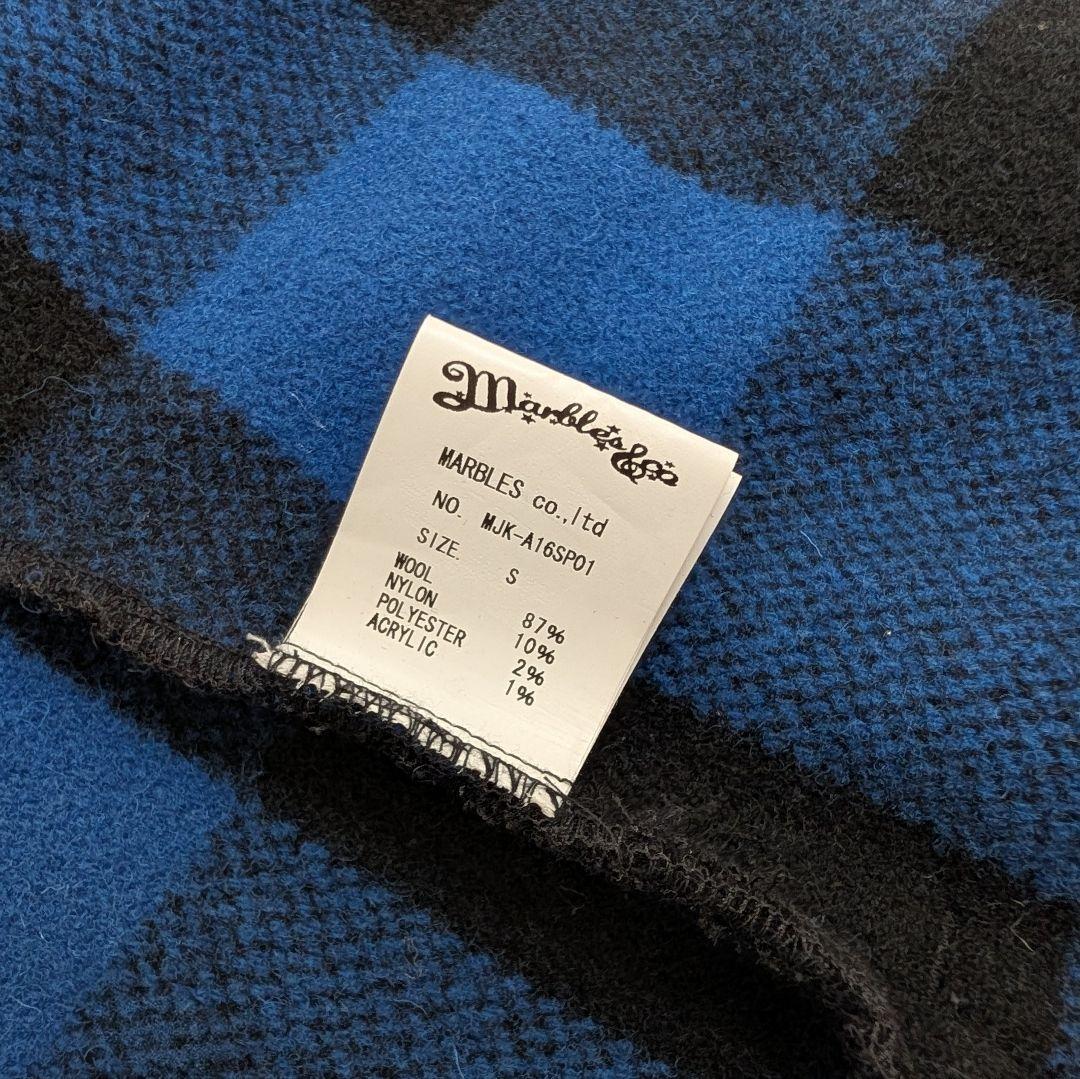 Marbles&Co
MARBLES co.,ltd
NO. MJK-A16SP01
SIZE. S
WOOL 87%
NYLON 10%
POLYESTER 2%
ACRYLIC 1%